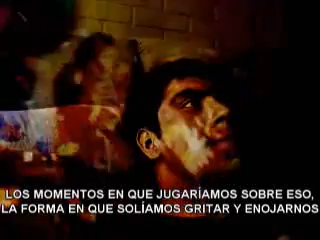 LOS MOMENTOS EN QUE JUGARÍAMOS SOBRE ESO,
LA FORMA EN QUE SOLÍAMOS GRITAR Y ENOJARNOS